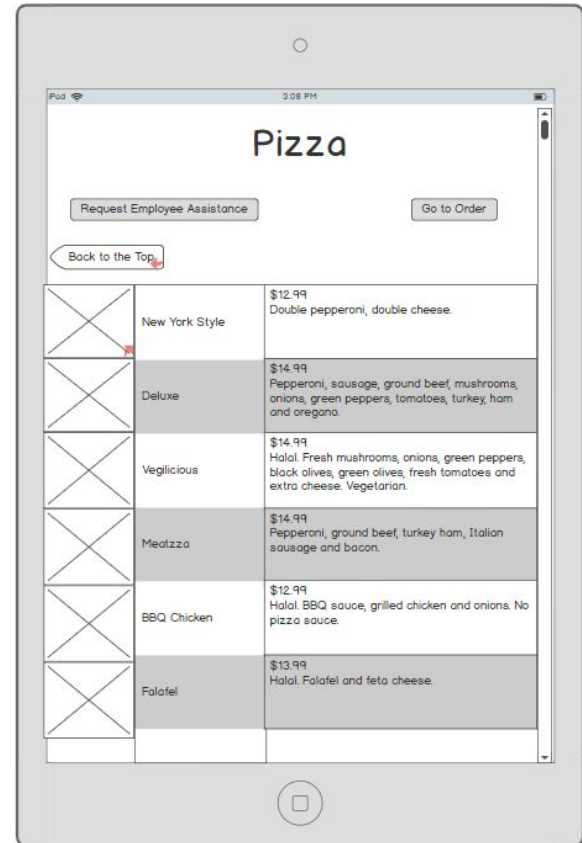 iPod 3:08 PM
Pizza
Request Employee Assistance
Go to Order
Back to the Top
New York Style
$12.99
Double pepperoni, double cheese.
Deluxe
$14.99
Pepperoni, sausage, ground beef, mushrooms,
onions, green peppers, tomatoes, turkey, ham
and oregano.
Vegilicious
$14.99
Halal. Fresh mushrooms, onions, green peppers,
black olives, green olives, fresh tomatoes and
extra cheese. Vegetarian.
Meatzza
$14.99
Pepperoni, ground beef, turkey ham, Italian
sausage and bacon.
BBQ Chicken
$12.99
Halal. BBQ sauce, grilled chicken and onions. No
pizza sauce.
Falafel
$13.99
Halal. Falafel and feta cheese.